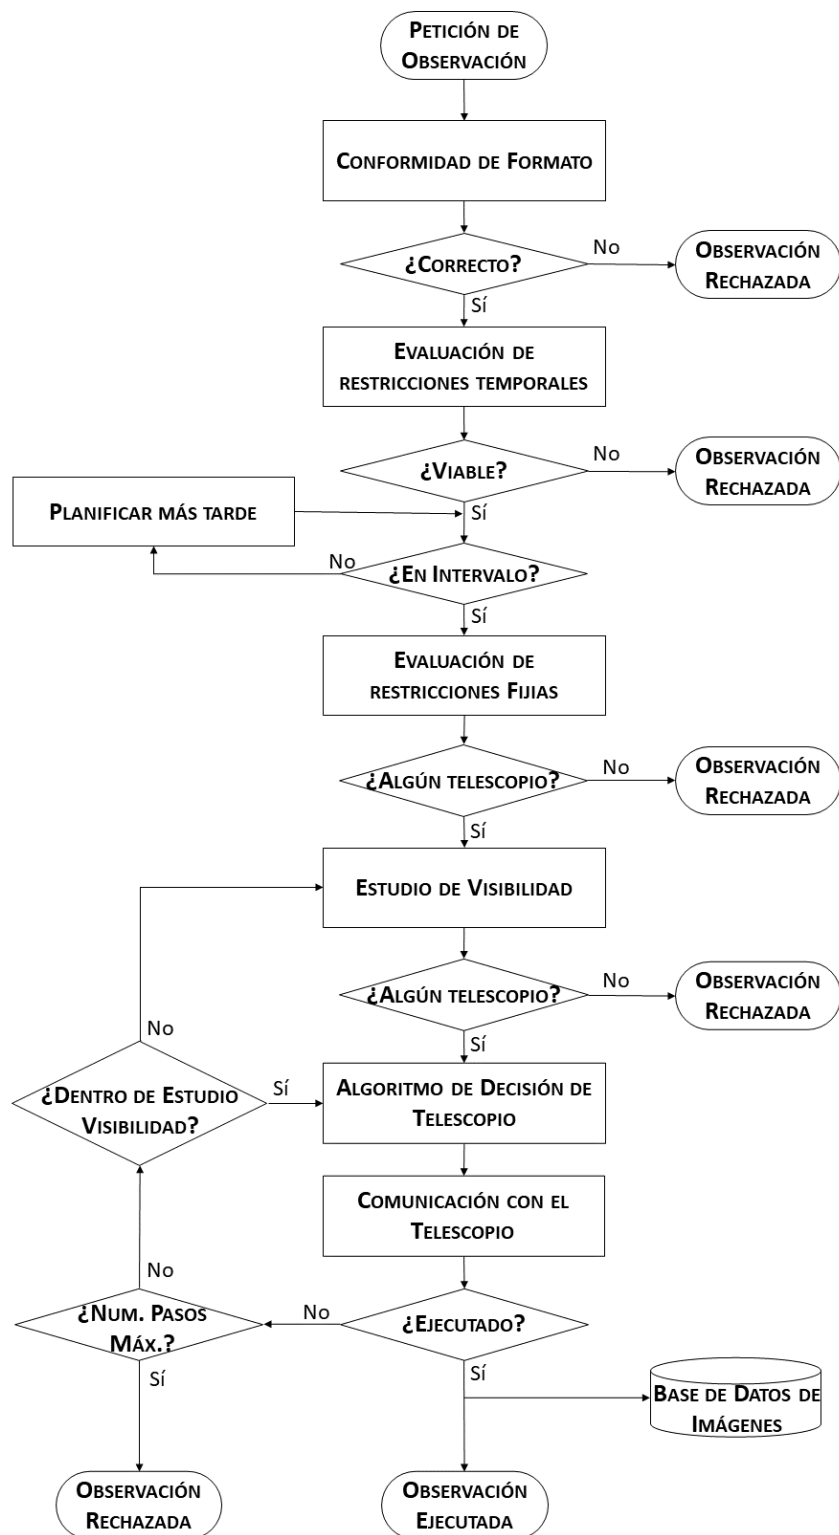 PETICIÓN DE
OBSERVACIÓN
CONFORMIDAD DE FORMATO
¿CORRECTO?
No
OBSERVACIÓN
RECHAZADA
Sí
EVALUACIÓN DE
RESTRICCIONES TEMPORALES
¿VIABLE?
No
OBSERVACIÓN
RECHAZADA
Sí
PLANIFICAR MÁS TARDE
No
¿EN INTERVALO?
Sí
EVALUACIÓN DE
RESTRICCIONES FIJIAS
¿ALGÚN TELESCOPIO?
No
OBSERVACIÓN
RECHAZADA
Sí
ESTUDIO DE VISIBILIDAD
¿ALGÚN TELESCOPIO?
No
OBSERVACIÓN
RECHAZADA
Sí
No
¿DENTRO DE ESTUDIO
VISIBILIDAD?
Sí
ALGORITMO DE DECISIÓN DE
TELESCOPIO
COMUNICACIÓN CON EL
TELESCOPIO
No
¿NUM. PASOS
MÁX.?
No
¿EJECUTADO?
Sí
Sí
BASE DE DATOS DE
IMÁGENES
OBSERVACIÓN
RECHAZADA
OBSERVACIÓN
EJECUTADA